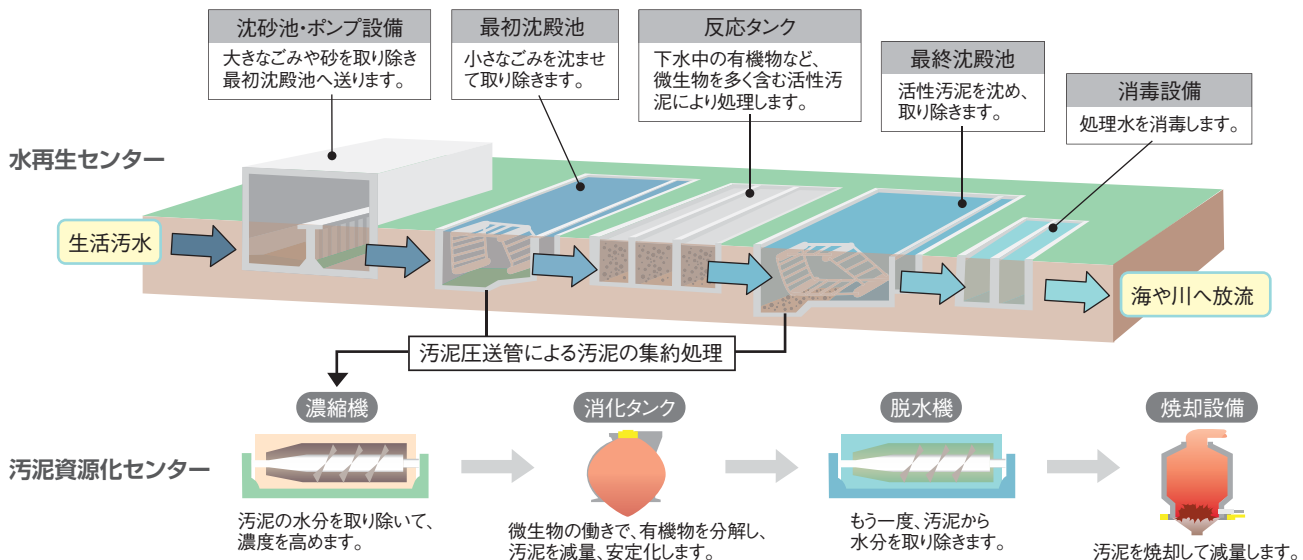 沈砂池・ポンプ設備
大きなごみや砂を取り除き
最初沈殿池へ送ります。
最初沈殿池
小さなごみを沈ませ
て取り除きます。
反応タンク
下水中の有機物など、
微生物を多く含む活性汚
泥により処理します。
最終沈殿池
活性汚泥を沈め、
取り除きます。
消毒設備
処理水を消毒します。
水再生センター
生活汚水
海や川へ放流
汚泥圧送管による汚泥の集約処理
汚泥資源化センター
濃縮機
汚泥の水分を取り除いて、
濃度を高めます。
消化タンク
微生物の働きで、有機物を分解し、
汚泥を減量、安定化します。
脱水機
もう一度、汚泥から
水分を取り除きます。
焼却設備
汚泥を焼却して減量します。